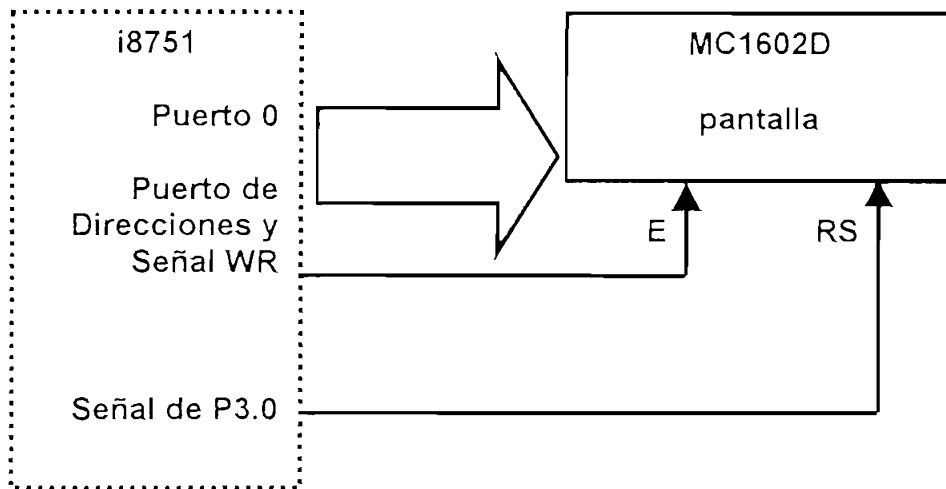 i8751
MC1602D
Puerto 0
pantalla
Puerto de
Direcciones y
Señal WR
E
RS
Señal de P3.0